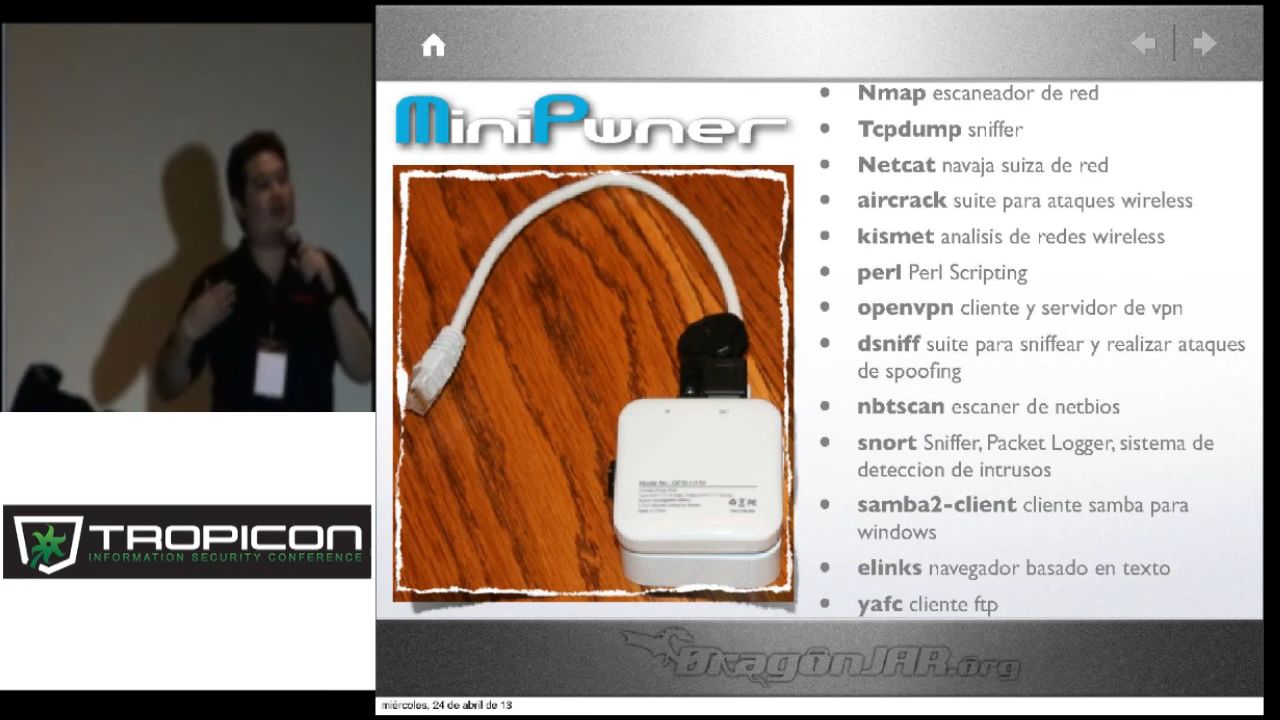 MiniPwner
Nmap escaneador de red
Tcpdump sniffer
Netcat navaja suiza de red
aircrack suite para ataques wireless
kismet analisis de redes wireless
perl Perl Scripting
openvpn cliente y servidor de vpn
dsniff suite para sniffear y realizar ataques
de spoofing
nbtscan escaner de netbios
snort Sniffer, Packet Logger, sistema de
deteccion de intrusos
samba2-client cliente samba para
windows
elinks navegador basado en texto
yafc cliente ftp
TROPICON
INFORMATION SECURITY CONFERENCE
DragonJAR.org
miércoles, 24 de abril de 13